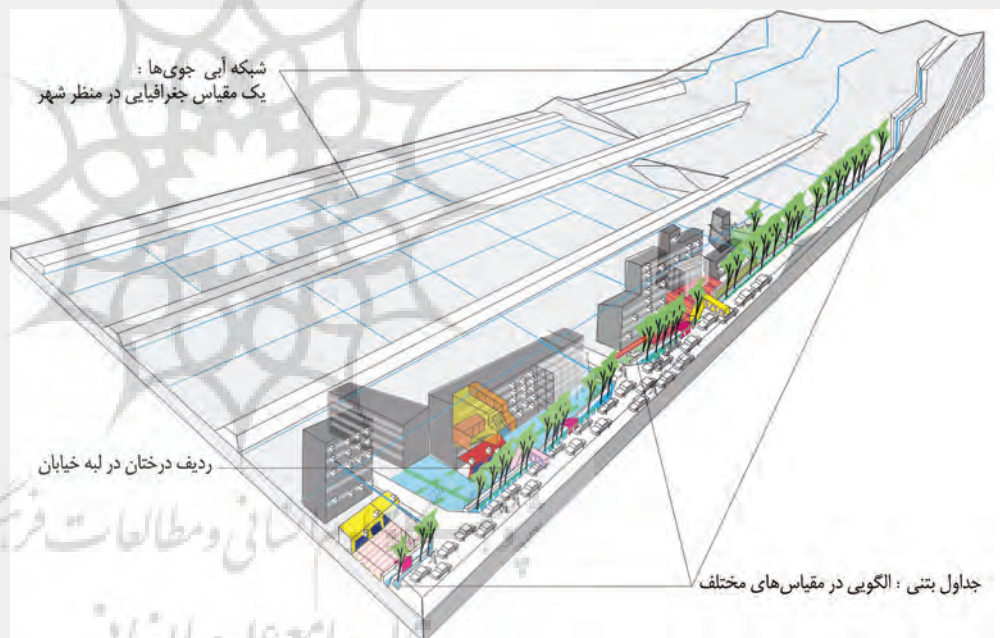 شبکه آبی جوی‌ها :
یک مقیاس جغرافیایی در منظر شهر
ردیف درختان در لبه خیابان
جداول بتنی : الگویی در مقیاس‌های مختلف